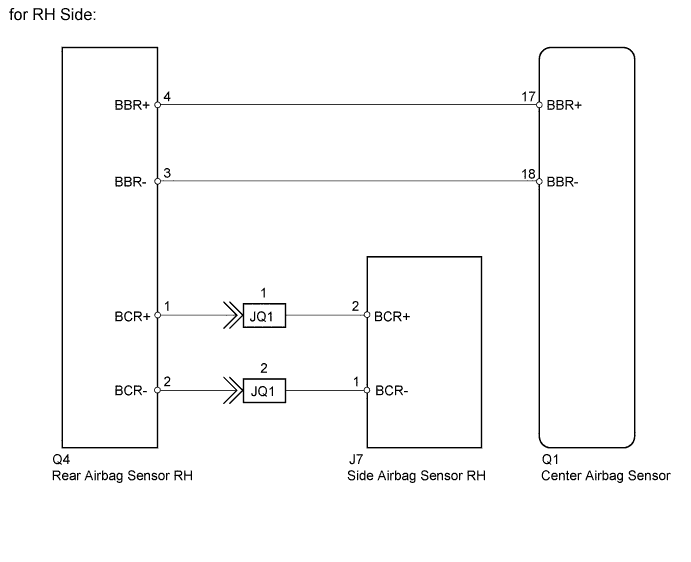 for RH Side:
BBR+ 4 17 BBR+
BBR- 3 18 BBR-
1
BCR+ 1 JQ1 2 BCR+
2
BCR- 2 JQ1 1 BCR-
Q4 J7 Q1
Rear Airbag Sensor RH Side Airbag Sensor RH Center Airbag Sensor